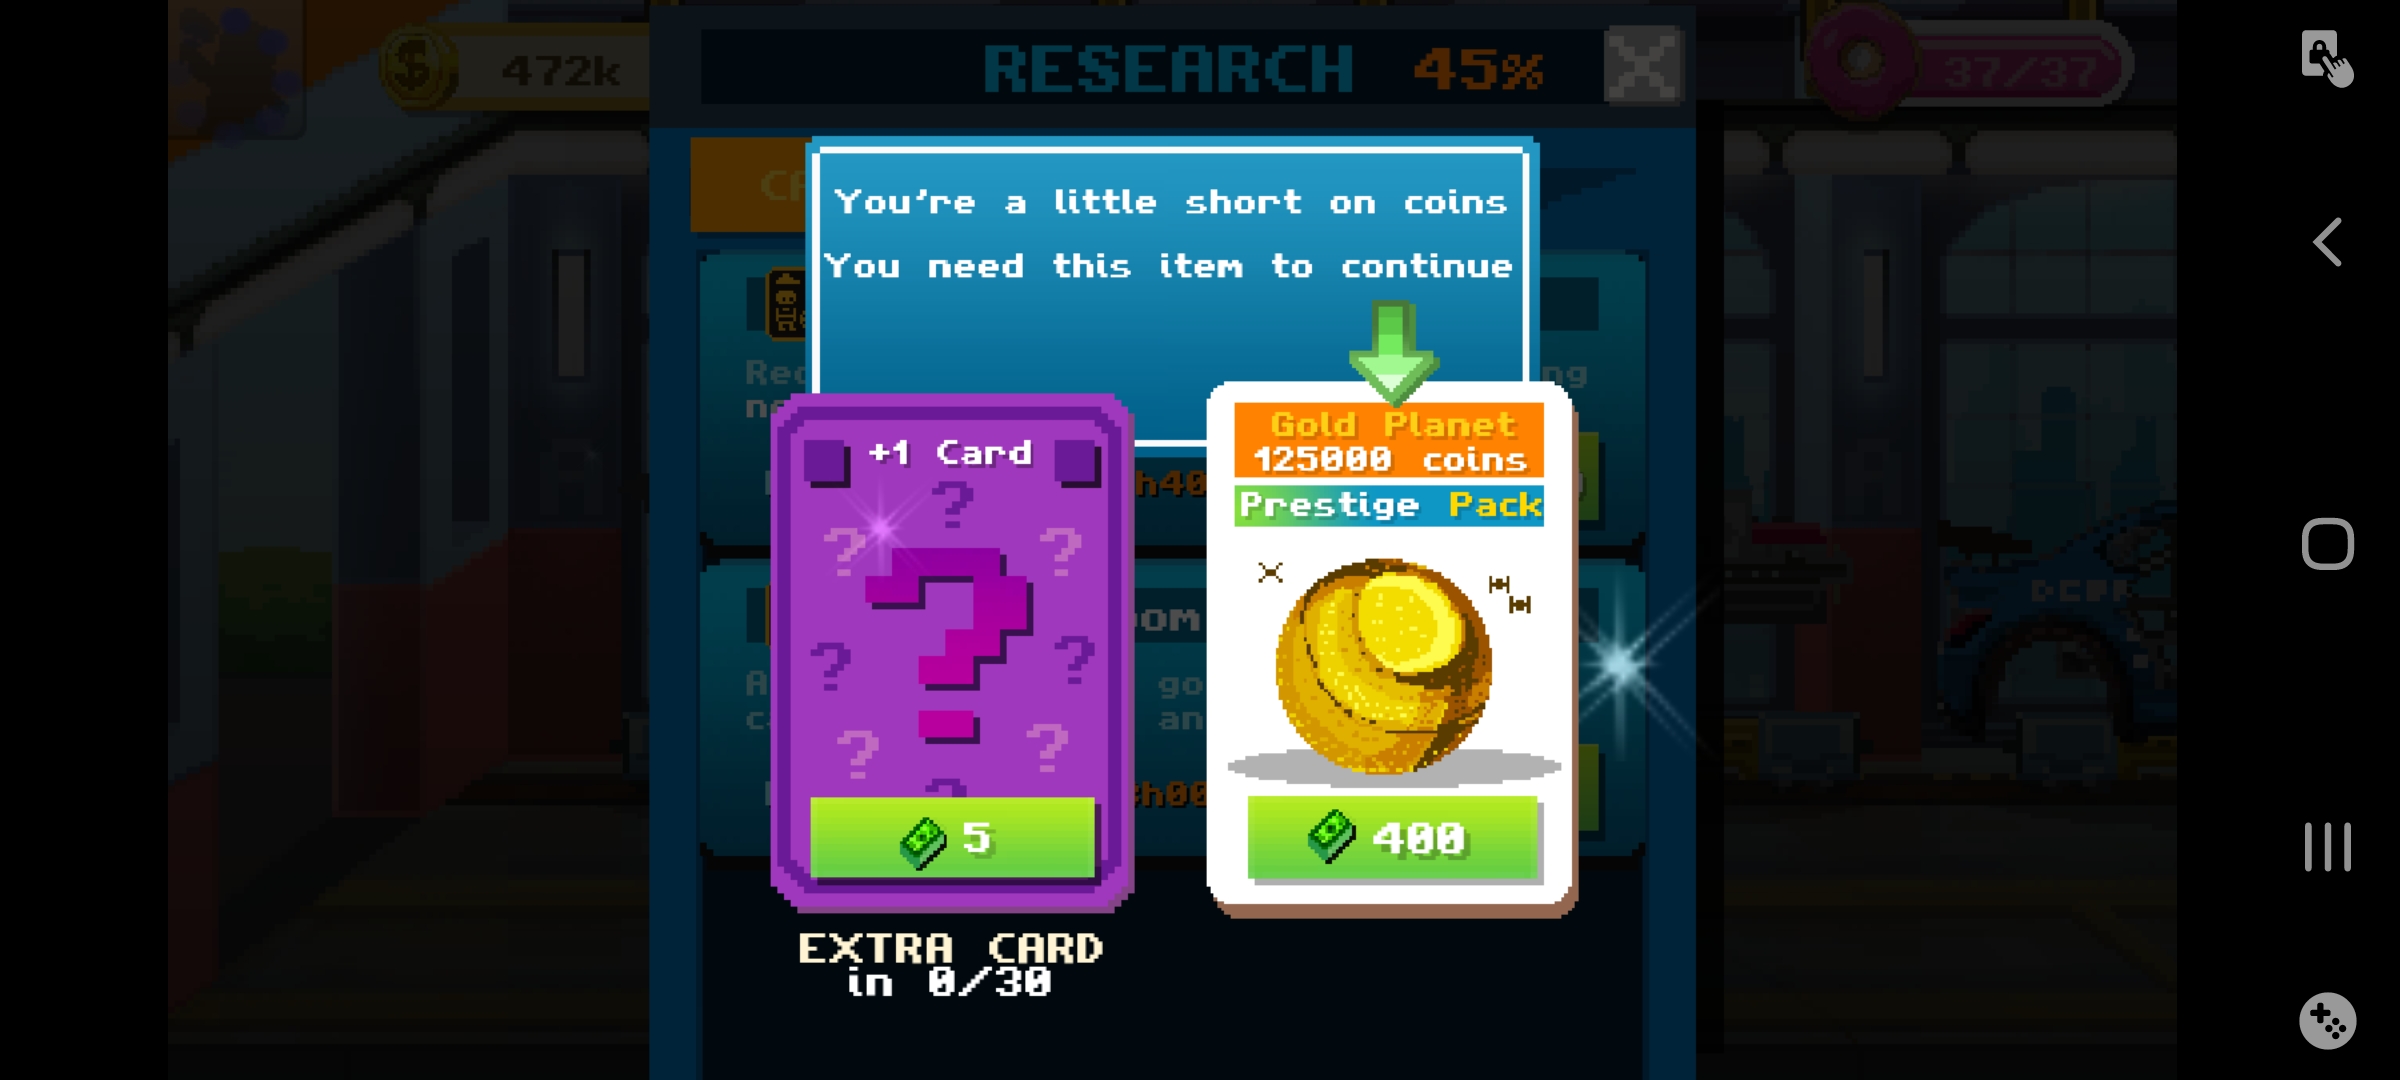 472k
RESEARCH 45%
37/37
You're a little short on coins
You need this item to continue
+1 Card
Gold Planet
125000 coins
Prestige Pack
5
400
EXTRA CARD
in 0/30